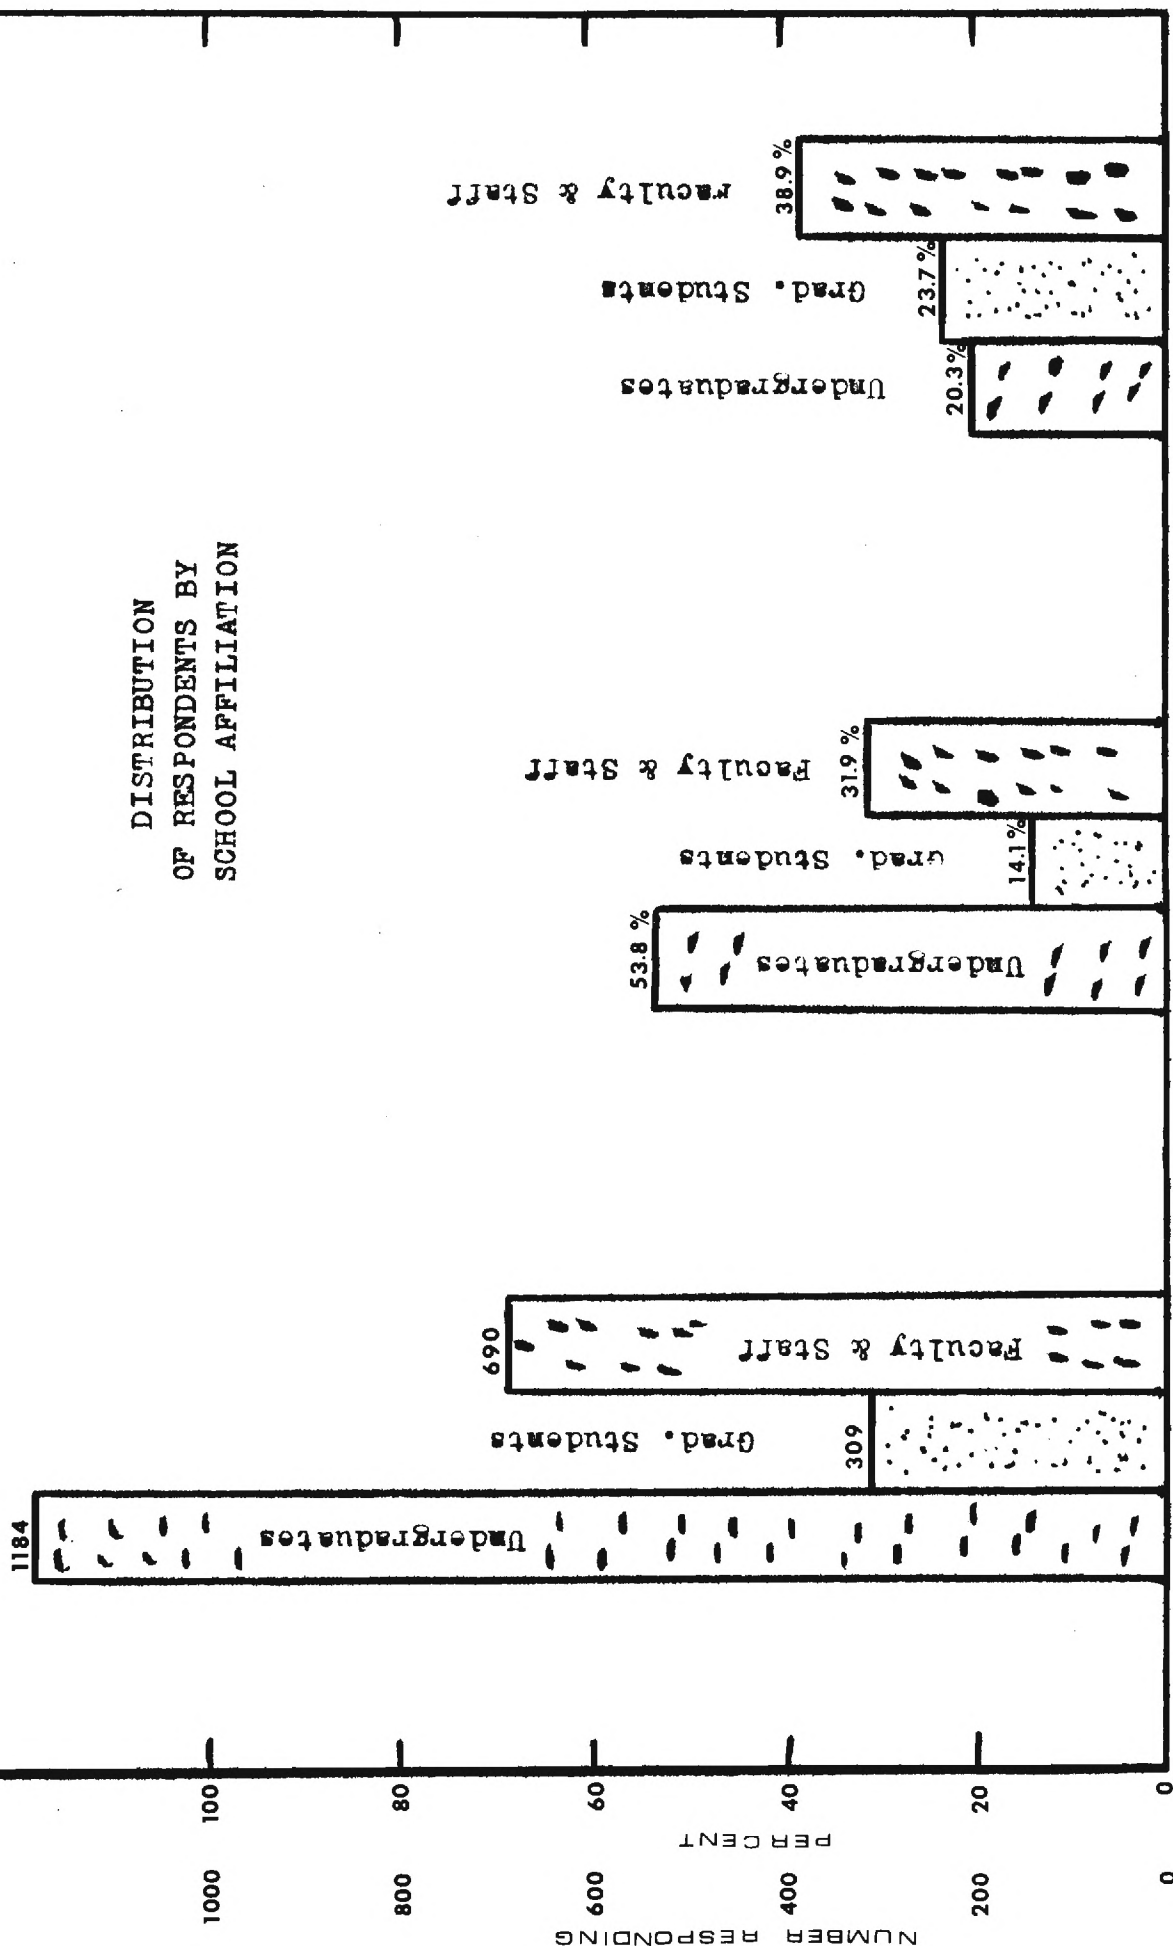 DISTRIBUTION
OF RESPONDENTS BY
SCHOOL AFFILIATION
NUMBER RESPONDING
PER CENT
1000
800
600
400
200
0
100
80
60
40
20
0
1184
Undergraduates
309
Grad. Students
690
Faculty & Staff
53.8 %
Undergraduates
14.1 %
Grad. Students
31.9 %
Faculty & Staff
20.3 %
Undergraduates
23.7 %
Grad. Students
38.9 %
Faculty & Staff